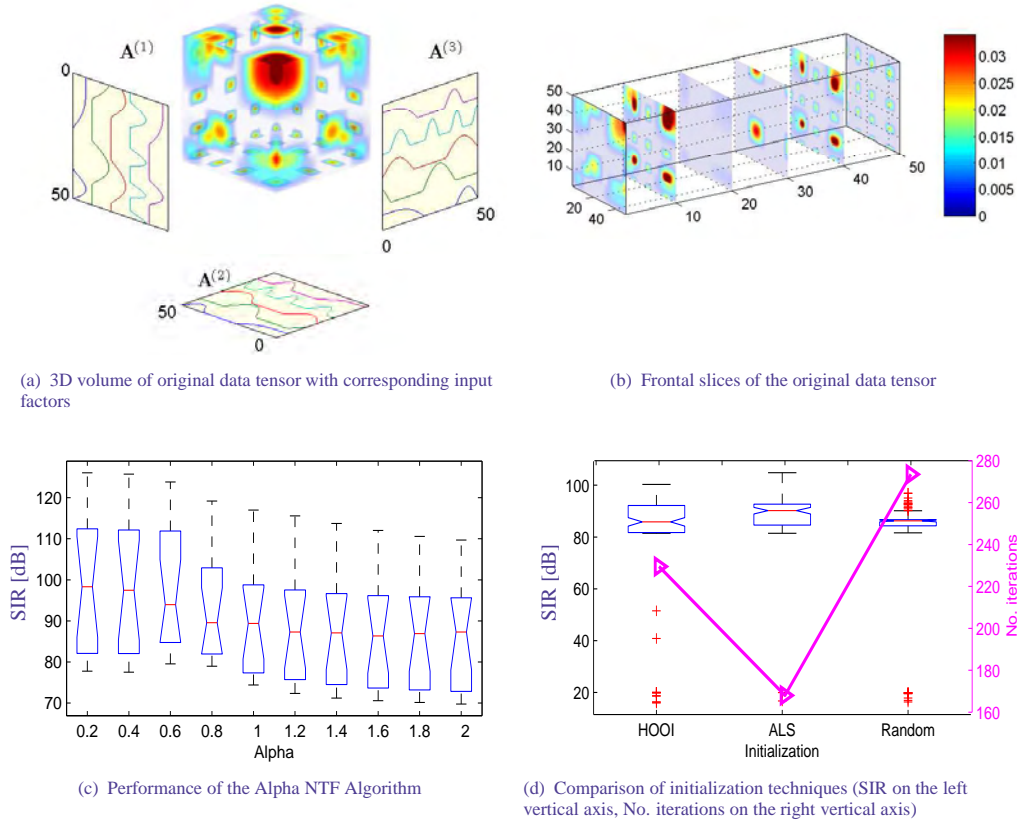 A(1)
A(3)
0
50
50
0
A(2)
50
0
50
40
30
20
10
20
40
10
20
30
40
50
0.03
0.025
0.02
0.015
0.01
0.005
0
(a) 3D volume of original data tensor with corresponding input
factors
(b) Frontal slices of the original data tensor
SIR [dB]
120
110
100
90
80
70
0.2 0.4 0.6 0.8 1 1.2 1.4 1.6 1.8 2
Alpha
(c) Performance of the Alpha NTF Algorithm
SIR [dB]
100
80
60
40
20
HOOI ALS Random
Initialization
280
260
240
220
200
180
160
No. iterations
(d) Comparison of initialization techniques (SIR on the left
vertical axis, No. iterations on the right vertical axis)